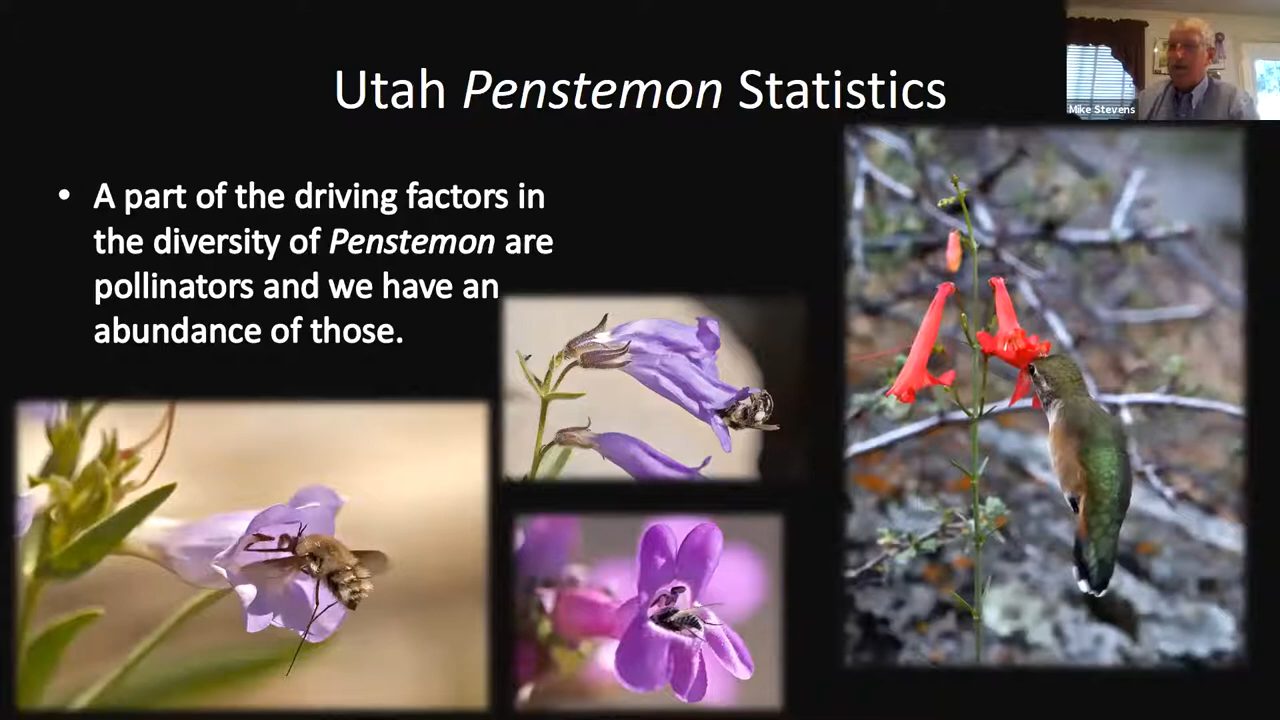 Utah Penstemon Statistics
Mike Stevens
• A part of the driving factors in
the diversity of Penstemon are
pollinators and we have an
abundance of those.